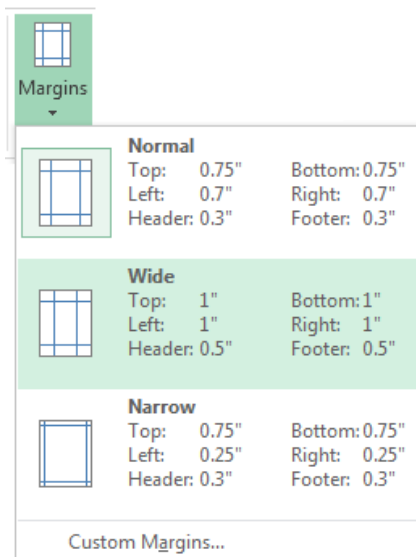 Margins
Normal
Top: 0.75" Bottom: 0.75"
Left: 0.7" Right: 0.7"
Header: 0.3" Footer: 0.3"
Wide
Top: 1" Bottom: 1"
Left: 1" Right: 1"
Header: 0.5" Footer: 0.5"
Narrow
Top: 0.75" Bottom: 0.75"
Left: 0.25" Right: 0.25"
Header: 0.3" Footer: 0.3"
Custom Margins...